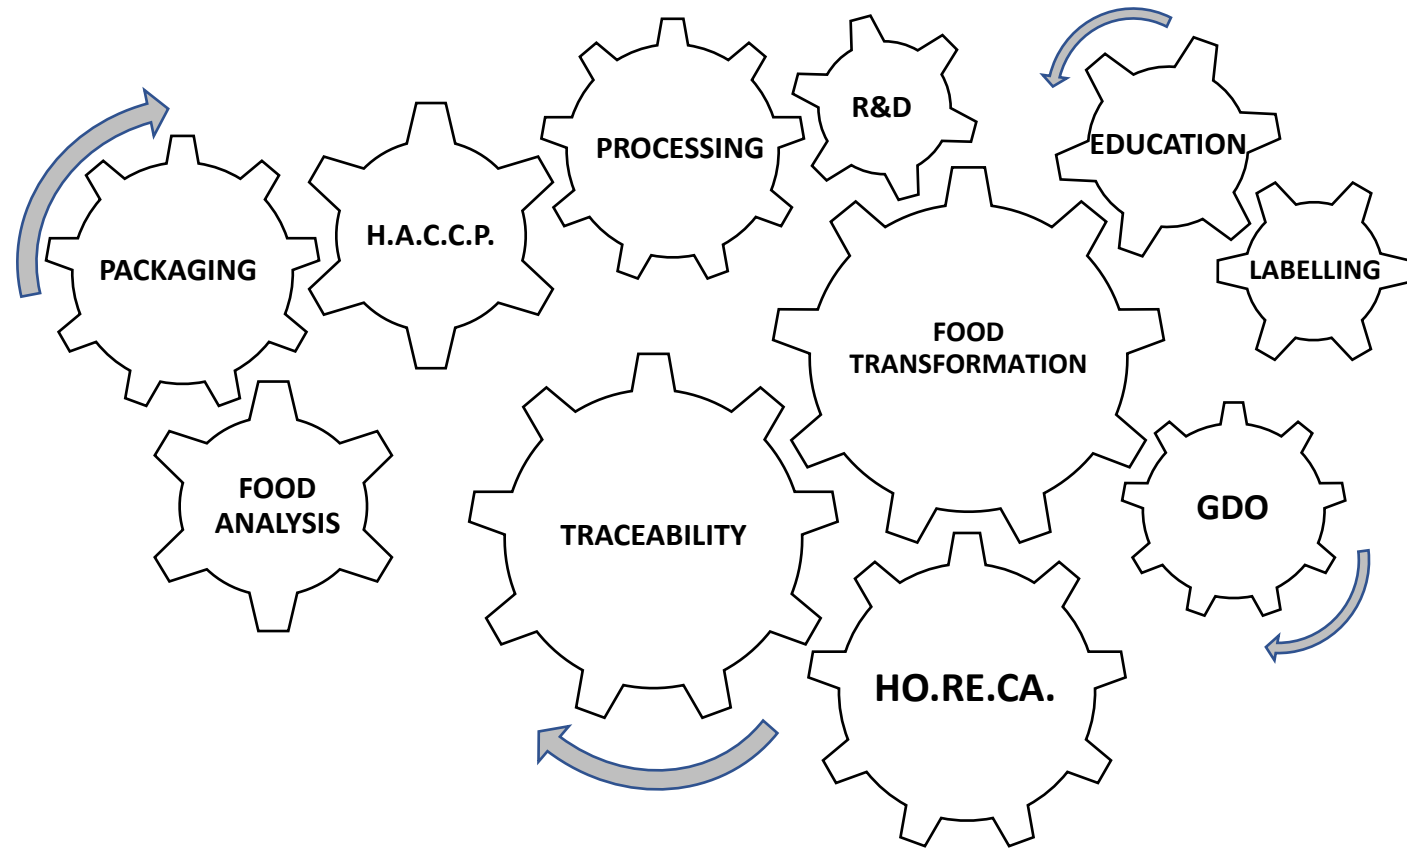 R&D
PROCESSING
EDUCATION
H.A.C.C.P.
PACKAGING
LABELLING
FOOD
TRANSFORMATION
FOOD
ANALYSIS
TRACEABILITY
GDO
HO.RE.CA.